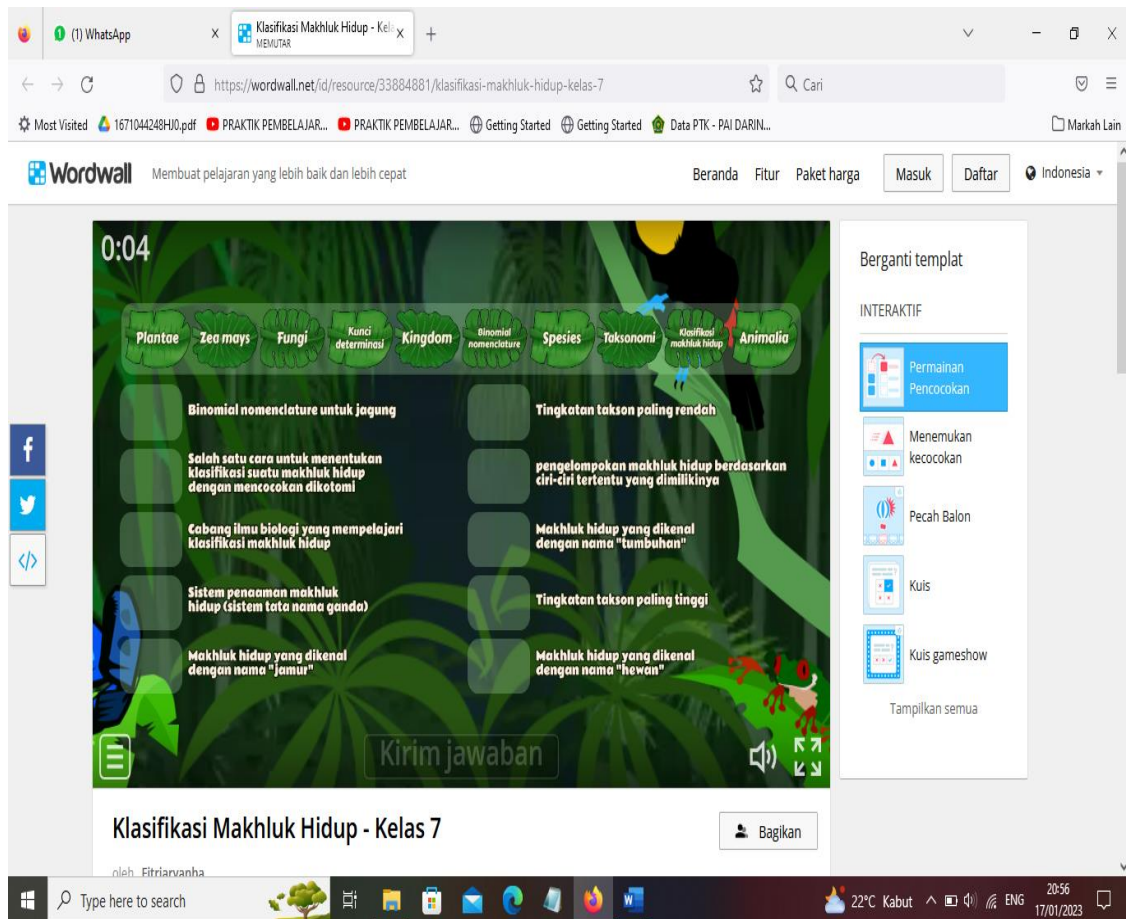 (1) WhatsApp
Klasifikasi Makhluk Hidup - Kela
MEMUTAR
https://wordwall.net/id/resource/33884881/klasifikasi-makhluk-hidup-kelas-7
Cari
Most Visited
1671044248HJ0.pdf
PRAKTIK PEMBELAJAR...
PRAKTIK PEMBELAJAR...
Getting Started
Getting Started
Data PTK - PAI DARIN...
Markah Lain
Wordwall
Membuat pelajaran yang lebih baik dan lebih cepat
Beranda
Fitur
Paket harga
Masuk
Daftar
Indonesia
0:04
Plantae
Zea mays
Fungi
Kunci
determinasi
Kingdom
Binomial
nomenclature
Spesies
Taksonomi
Klasifikasi
makhluk hidup
Animalia
Binomial nomenclature untuk jagung
Salah satu cara untuk menentukan
klasifikasi suatu makhluk hidup
dengan mencocokan dikotomi
Cabang ilmu biologi yang mempelajari
klasifikasi makhluk hidup
Sistem penaaman makhluk
hidup (sistem tata nama ganda)
Makhluk hidup yang dikenal
dengan nama "jamur"
Tingkatan takson paling rendah
pengelompokan makhluk hidup berdasarkan
ciri-ciri tertentu yang dimilikinya
Makhluk hidup yang dikenal
dengan nama "tumbuhan"
Tingkatan takson paling tinggi
Makhluk hidup yang dikenal
dengan nama "hewan"
Kirim jawaban
Berganti templat
INTERAKTIF
Permainan
Pencocokan
Menemukan
kecocokan
Pecah Balon
Kuis
Kuis gameshow
Tampilkan semua
Klasifikasi Makhluk Hidup - Kelas 7
Bagikan
oleh Fitriaryanha
Type here to search
22°C Kabut
ENG
20:56
17/01/2023